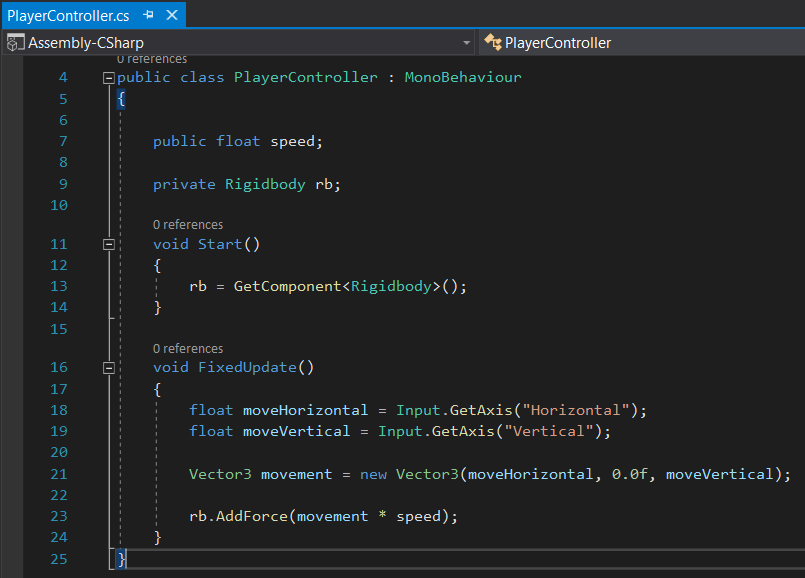 PlayerController.cs
Assembly-CSharp PlayerController
0 references
4 public class PlayerController : MonoBehaviour
5 {
6
7 public float speed;
8
9 private Rigidbody rb;
10
0 references
11 void Start()
12 {
13 rb = GetComponent<Rigidbody>();
14 }
15
0 references
16 void FixedUpdate()
17 {
18 float moveHorizontal = Input.GetAxis("Horizontal");
19 float moveVertical = Input.GetAxis("Vertical");
20
21 Vector3 movement = new Vector3(moveHorizontal, 0.0f, moveVertical);
22
23 rb.AddForce(movement * speed);
24 }
25 }